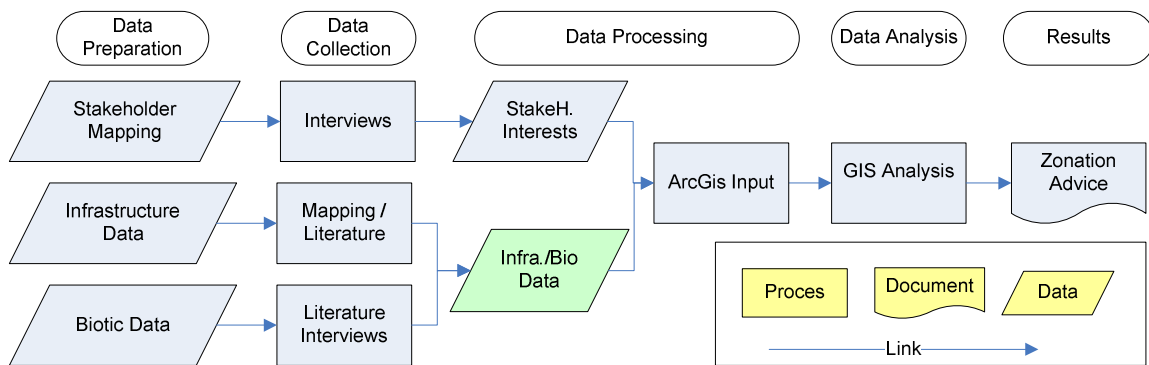 Data
Preparation
Data
Collection
Data Processing
Data Analysis
Results
Stakeholder
Mapping
Interviews
StakeH.
Interests
ArcGis Input
GIS Analysis
Zonation
Advice
Infrastructure
Data
Mapping /
Literature
Infra./Bio
Data
Biotic Data
Literature
Interviews
Proces
Document
Data
Link